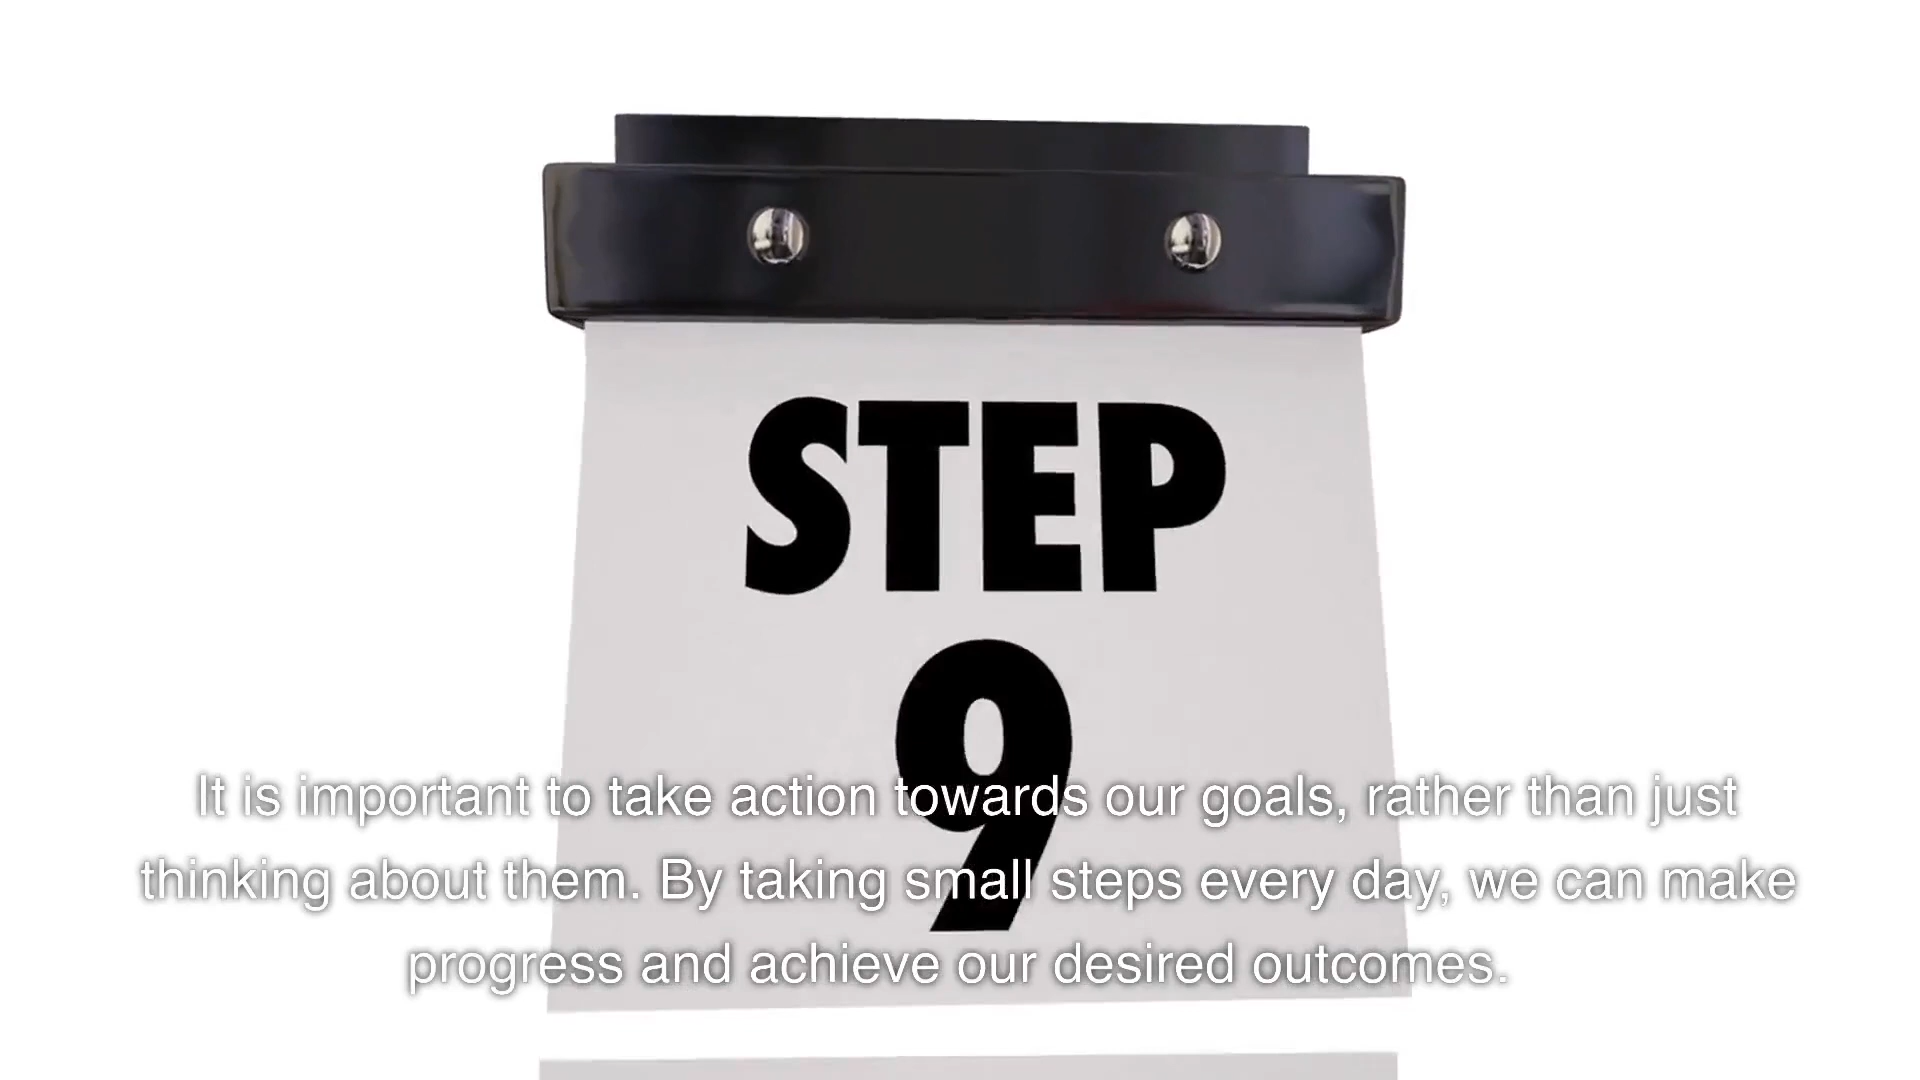 STEP
9
It is important to take action towards our goals, rather than just
thinking about them. By taking small steps every day, we can make
progress and achieve our desired outcomes.